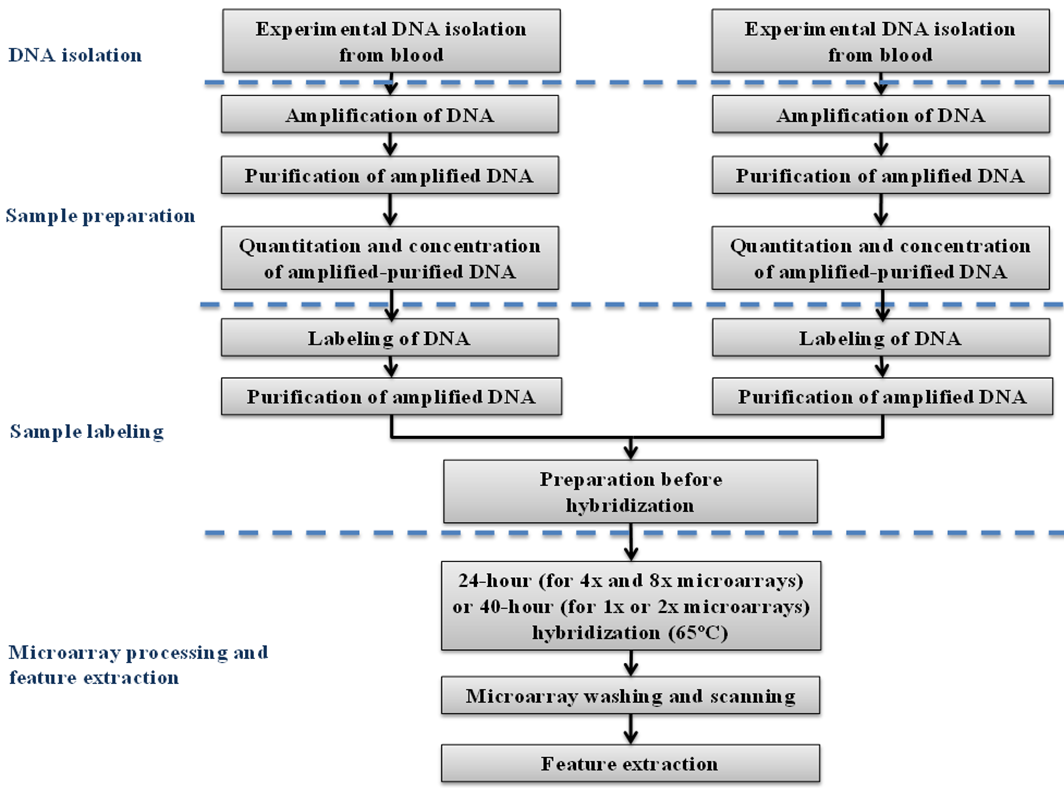 DNA isolation
Experimental DNA isolation
from blood
Experimental DNA isolation
from blood
Sample preparation
Amplification of DNA
Amplification of DNA
Purification of amplified DNA
Purification of amplified DNA
Quantitation and concentration
of amplified-purified DNA
Quantitation and concentration
of amplified-purified DNA
Sample labeling
Labeling of DNA
Labeling of DNA
Purification of amplified DNA
Purification of amplified DNA
Preparation before
hybridization
Microarray processing and
feature extraction
24-hour (for 4x and 8x microarrays)
or 40-hour (for 1x or 2x microarrays)
hybridization (65ºC)
Microarray washing and scanning
Feature extraction